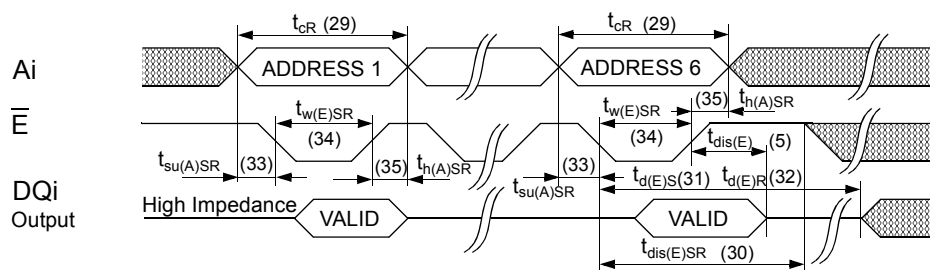 t_cR (29) t_cR (29)
Ai ADDRESS 1 ADDRESS 6
t_w(E)SR t_w(E)SR (35) t_h(A)SR
E̅ (34) (34) t_dis(E) (5)
t_su(A)SR (33) (35) t_h(A)SR (33) t_su(A)SR t_d(E)S (31) t_d(E)R (32)
DQi
Output High Impedance VALID VALID
t_dis(E)SR (30)